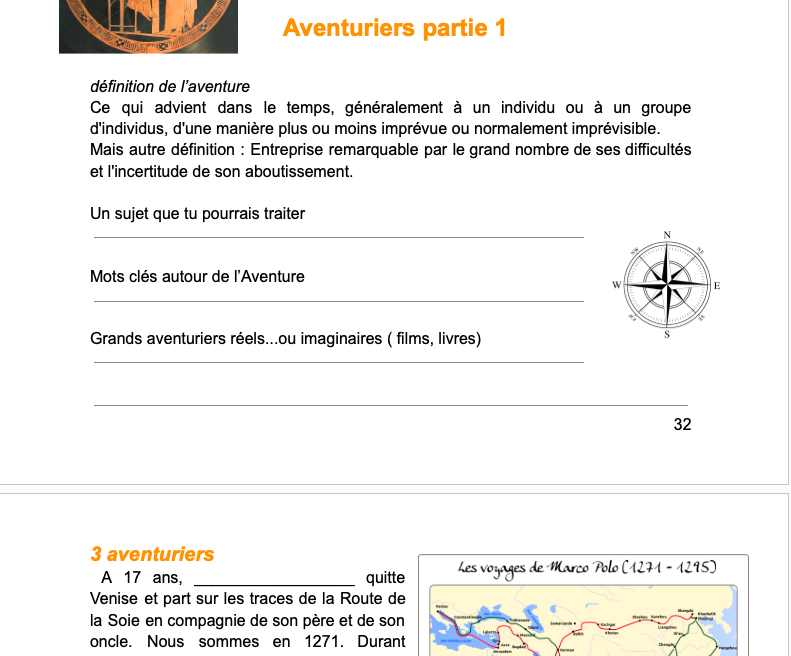 Aventuriers partie 1
définition de l’aventure
Ce qui advient dans le temps, généralement à un individu ou à un groupe
d'individus, d'une manière plus ou moins imprévue ou normalement imprévisible.
Mais autre définition : Entreprise remarquable par le grand nombre de ses difficultés
et l'incertitude de son aboutissement.
Un sujet que tu pourrais traiter
Mots clés autour de l’Aventure
Grands aventuriers réels...ou imaginaires ( films, livres)
N
W
E
S
32
3 aventuriers
A 17 ans, __________________ quitte
Venise et part sur les traces de la Route de
la Soie en compagnie de son père et de son
oncle. Nous sommes en 1271. Durant
Les voyages de Marco Polo (1271 - 1295)
Venise
Constantinople